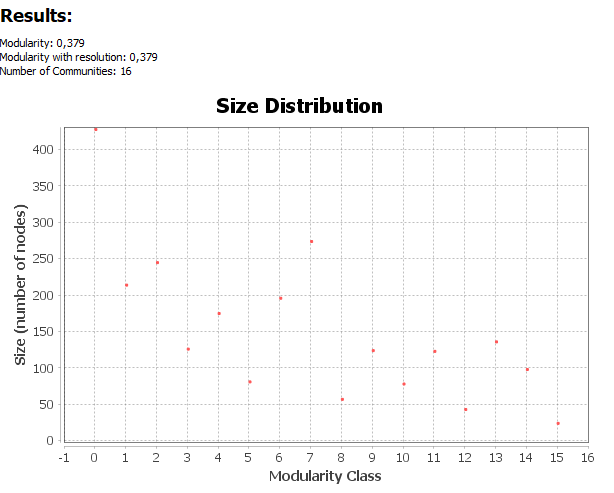 Results:
Modularity: 0,379
Modularity with resolution: 0,379
Number of Communities: 16
Size Distribution
Size (number of nodes)
400
350
300
250
200
150
100
50
0
-1 0 1 2 3 4 5 6 7 8 9 10 11 12 13 14 15 16
Modularity Class